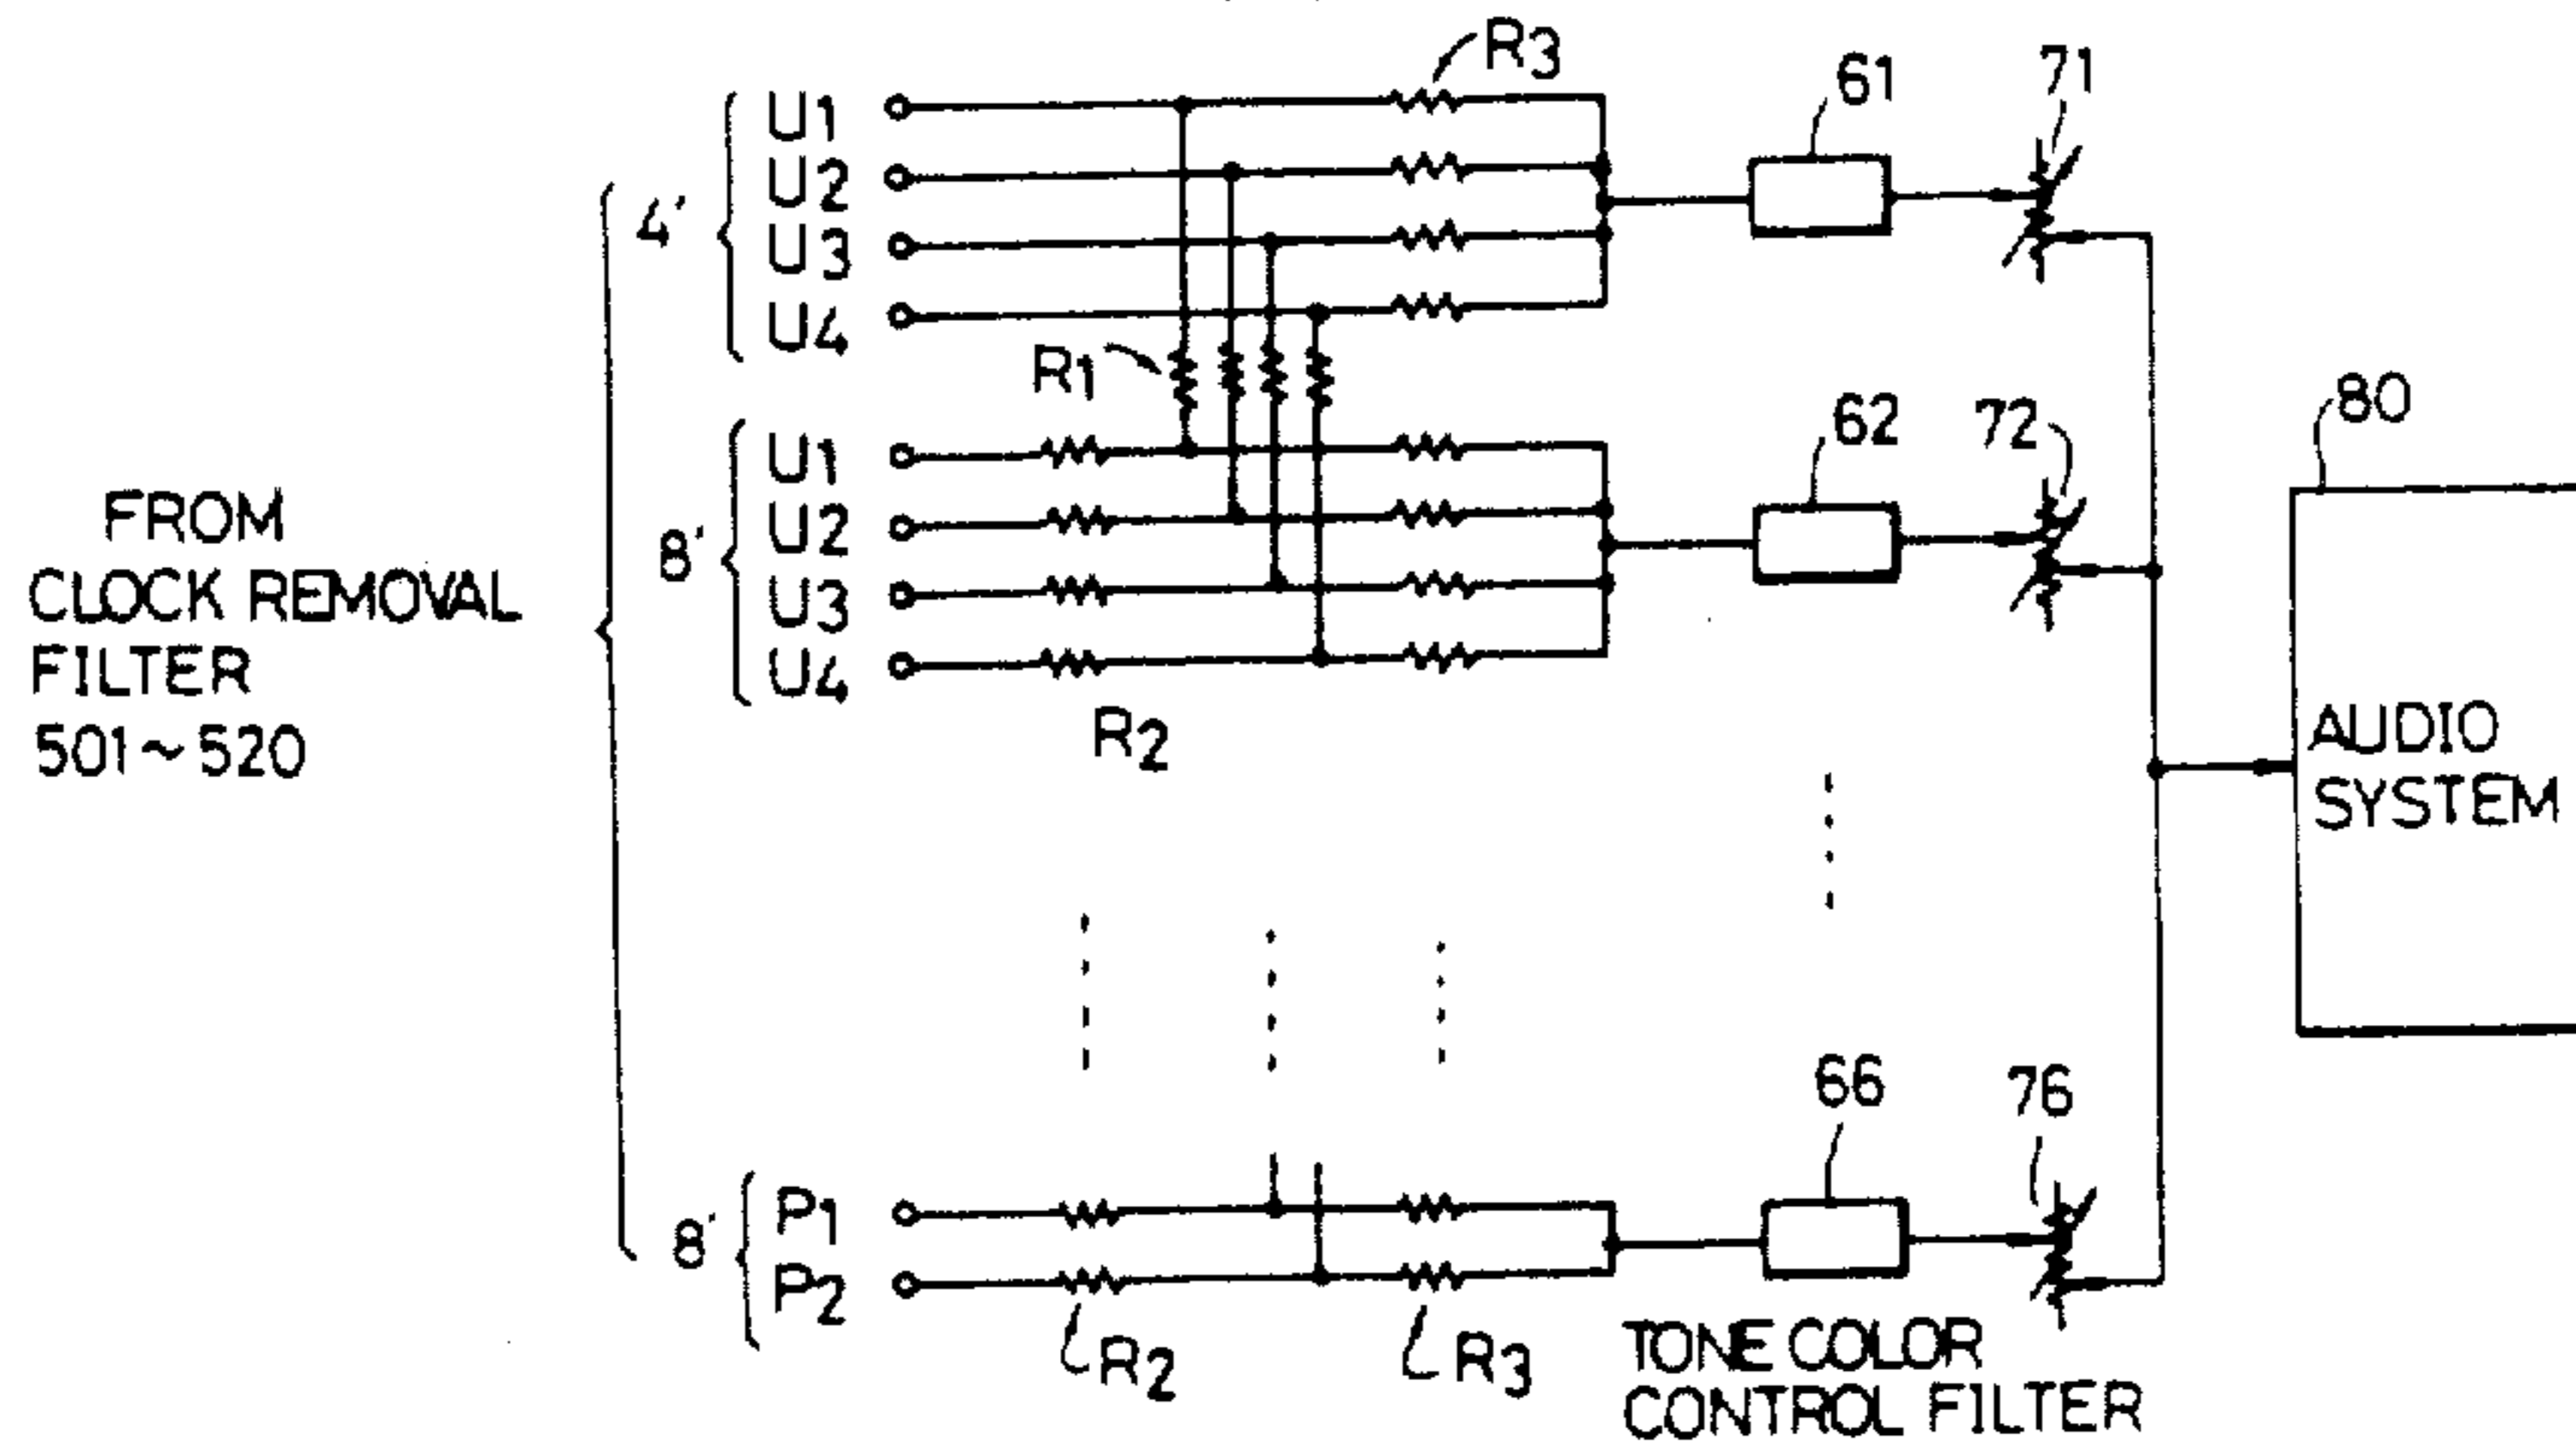 R3
61
71
4'
U1
U2
U3
U4
R1
62
72
80
8'
U1
U2
U3
U4
R2
FROM
CLOCK REMOVAL
FILTER
501~520
AUDIO
SYSTEM
66
76
8'
P1
P2
R2
R3
TONE COLOR
CONTROL FILTER